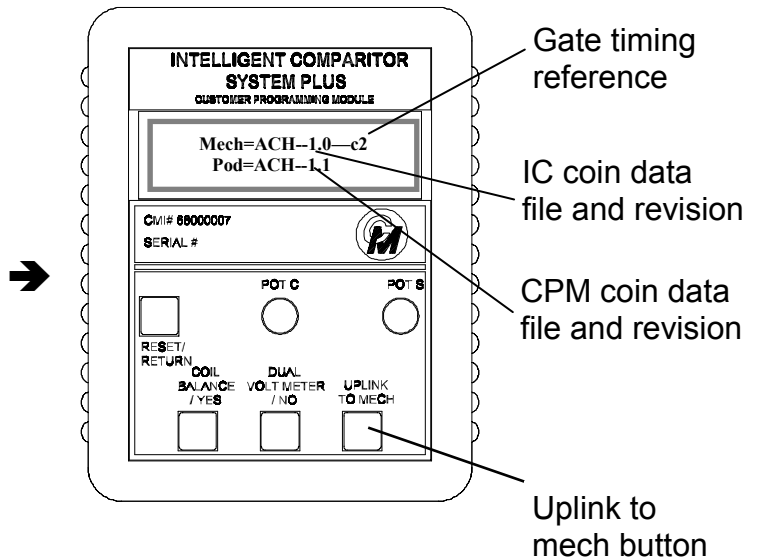 INTELLIGENT COMPARITOR
SYSTEM PLUS
CUSTOMER PROGRAMMING MODULE
Mech=ACH--1.0—c2
Pod=ACH--1.1
CMI# 68000007
SERIAL #
M
POT C
POT S
RESET/
RETURN
COIL
BALANCE
/ YES
DUAL
VOLT METER
/ NO
UPLINK
TO MECH
Gate timing
reference
IC coin data
file and revision
CPM coin data
file and revision
Uplink to
mech button